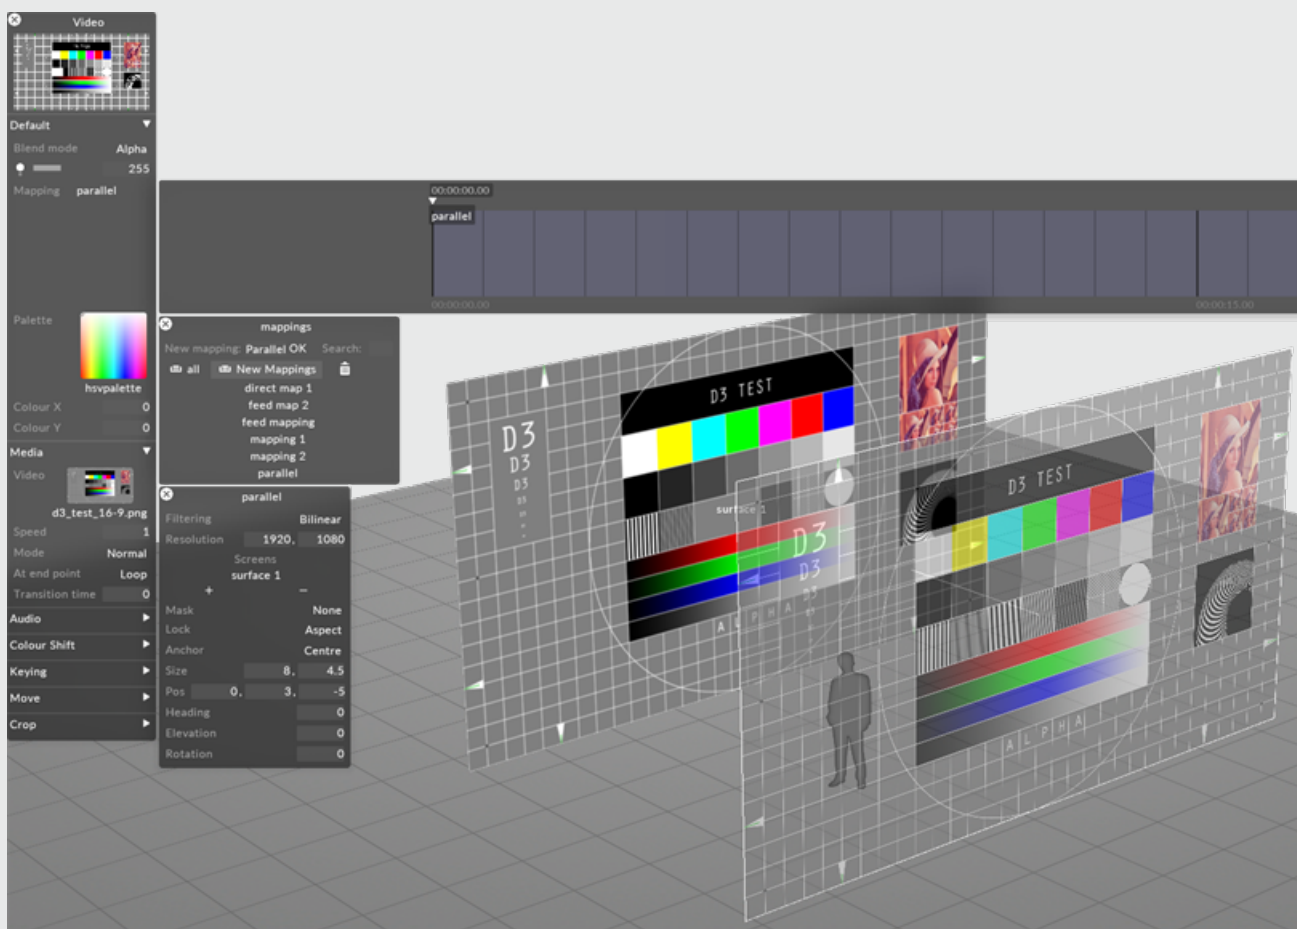 Video
Default
Blend mode Alpha
255
Mapping parallel
Palette
hsvpalette
Colour X 0
Colour Y 0
Media
Video
d3_test_16-9.png
Speed 1
Mode Normal
At end point Loop
Transition time 0
Audio
Colour Shift
Keying
Move
Crop
00:00:00.00
parallel
00:00:00.00 00:00:15.00
mappings
New mapping: Parallel OK Search:
all New Mappings
direct map 1
feed map 2
feed mapping
mapping 1
mapping 2
parallel
parallel
Filtering Bilinear
Resolution 1920, 1080
Screens
surface 1
+ −
Mask None
Lock Aspect
Anchor Centre
Size 8, 4.5
Pos 0, 3, -5
Heading 0
Elevation 0
Rotation 0
D3 TEST
D3
D3
D3
D3
ALPHA
surface 1
D3 TEST
D3
D3
D3
ALPHA